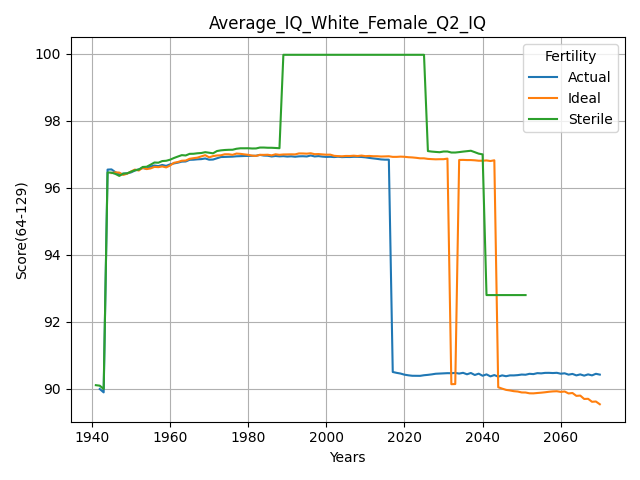 Average_IQ_White_Female_Q2_IQ
Score(64-129)
100
98
96
94
92
90
Fertility
Actual
Ideal
Sterile
1940 1960 1980 2000 2020 2040 2060
Years